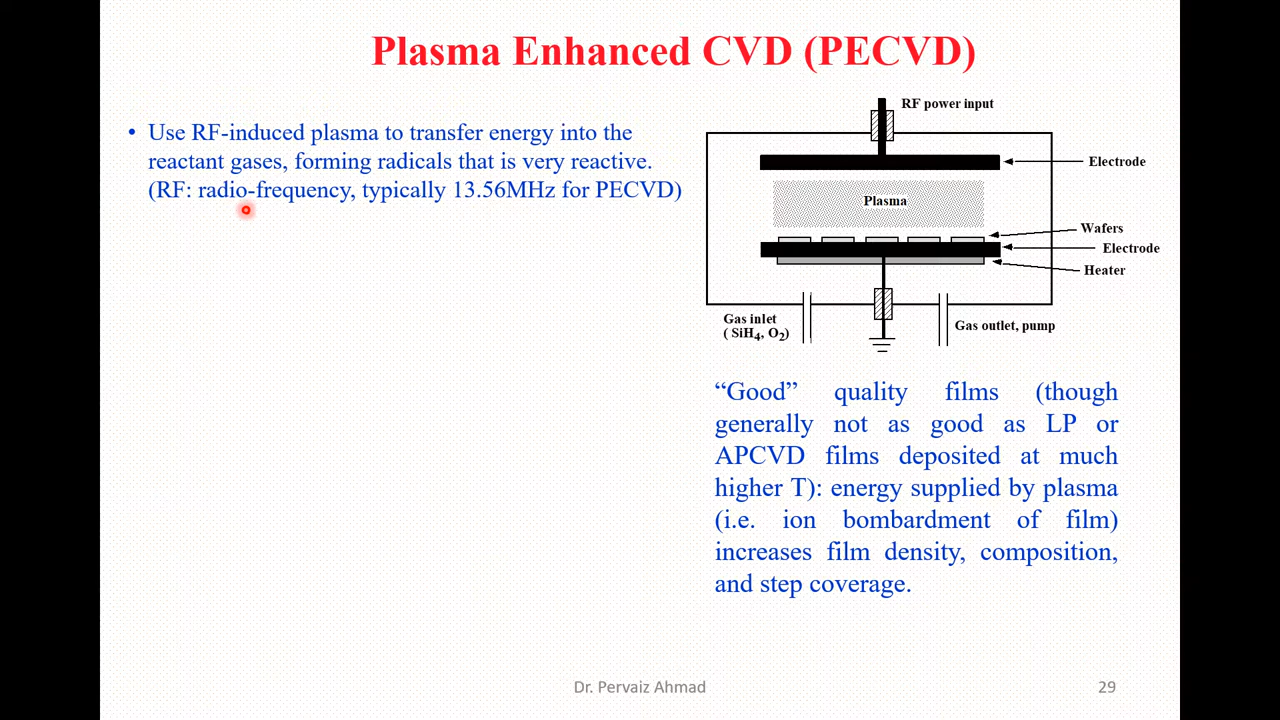 Plasma Enhanced CVD (PECVD)
• Use RF-induced plasma to transfer energy into the
reactant gases, forming radicals that is very reactive.
(RF: radio-frequency, typically 13.56MHz for PECVD)
RF power input
Electrode
Plasma
Wafers
Electrode
Heater
Gas inlet
( SiH₄, O₂)
Gas outlet, pump
“Good” quality films (though
generally not as good as LP or
APCVD films deposited at much
higher T): energy supplied by plasma
(i.e. ion bombardment of film)
increases film density, composition,
and step coverage.
Dr. Pervaiz Ahmad
29